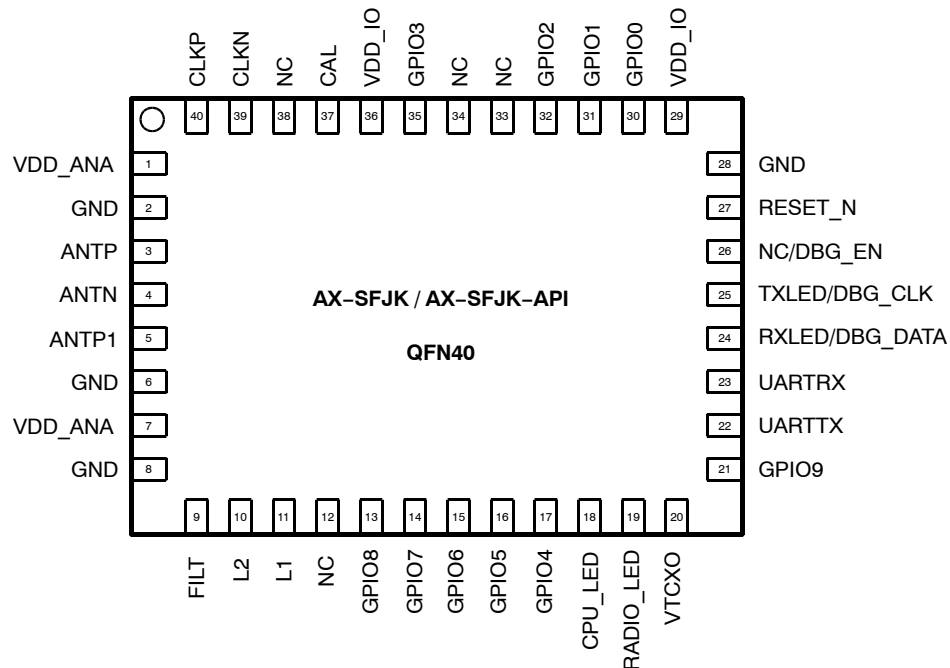 CLKP
CLKN
NC
CAL
VDD_IO
GPIO3
NC
NC
GPIO2
GPIO1
GPIO0
VDD_IO
40 39 38 37 36 35 34 33 32 31 30 29
VDD_ANA 1
GND 2
ANTP 3
ANTN 4
ANTP1 5
GND 6
VDD_ANA 7
GND 8
28 GND
27 RESET_N
26 NC/DBG_EN
25 TXLED/DBG_CLK
24 RXLED/DBG_DATA
23 UARTRX
22 UARTTX
21 GPIO9
AX−SFJK / AX−SFJK−API
QFN40
9 10 11 12 13 14 15 16 17 18 19 20
FILT
L2
L1
NC
GPIO8
GPIO7
GPIO6
GPIO5
GPIO4
CPU_LED
RADIO_LED
VTCXO